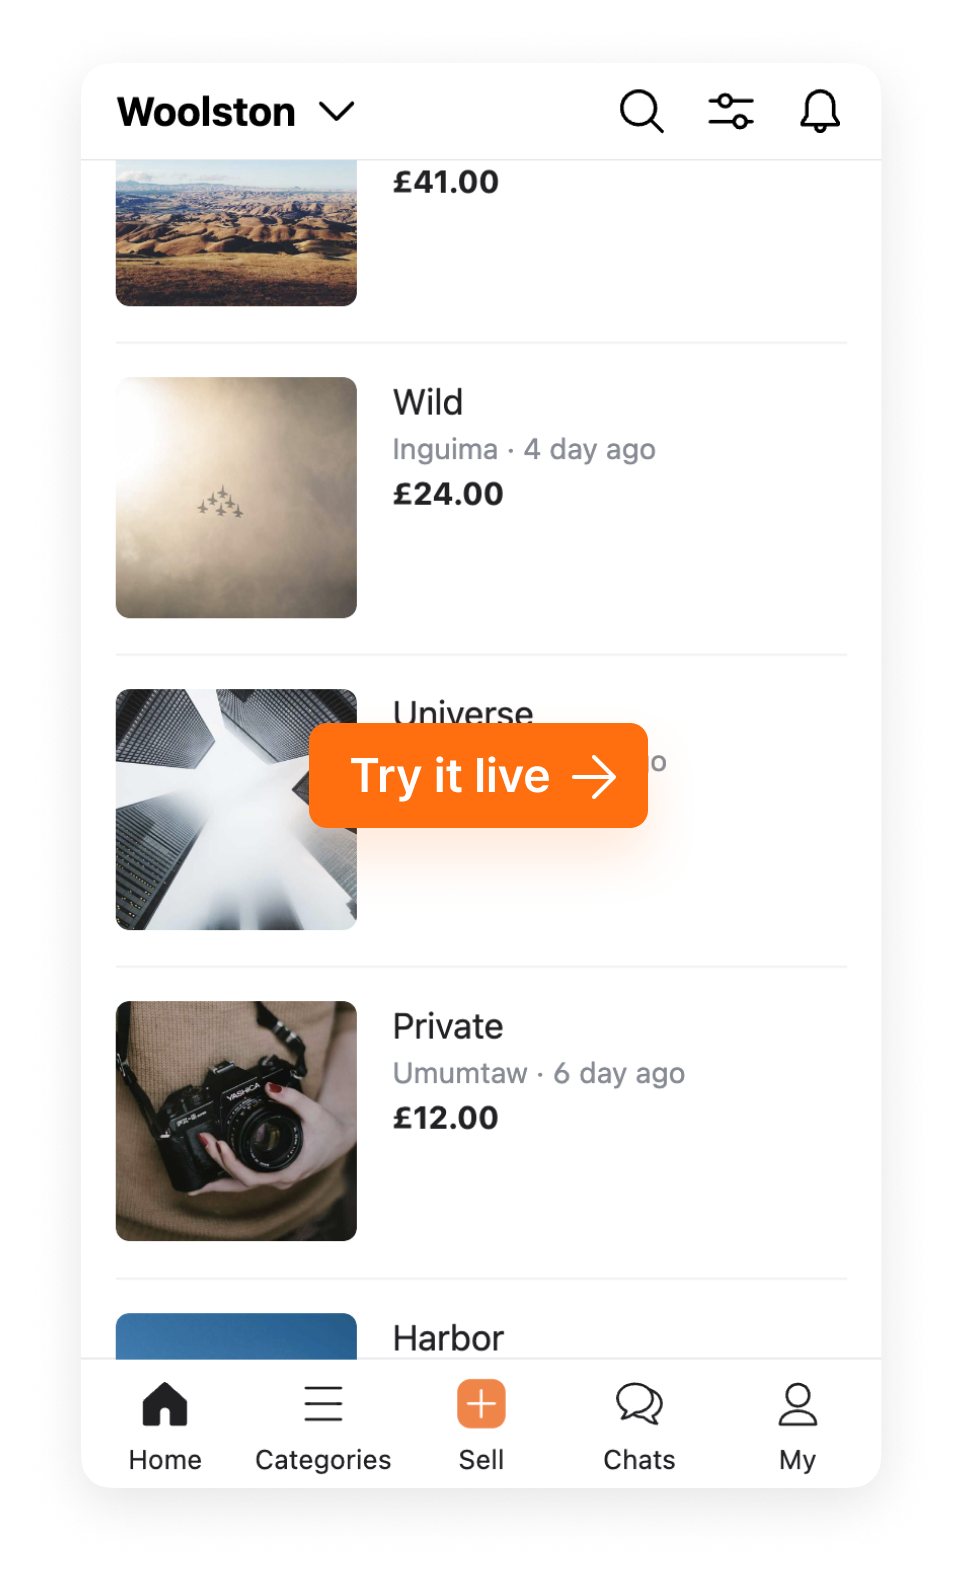 Woolston
£41.00
Wild
Inguima · 4 day ago
£24.00
Universe
Try it live
o
Private
Umumtaw · 6 day ago
£12.00
YASHICA
Harbor
Home
Categories
Sell
Chats
My